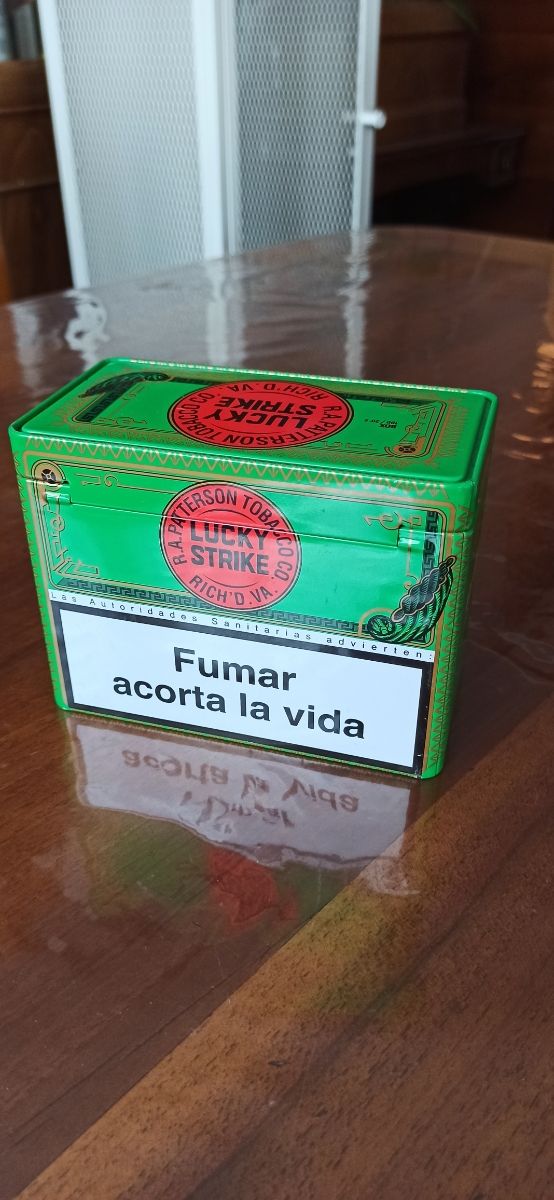 R.A.PATTERSON TOBACCO CO.
LUCKY
STRIKE
RICH'D.VA.
R.A.PATTERSON TOBACCO CO.
LUCKY
STRIKE
RICH'D.VA.
Las Autoridades Sanitarias advierten:
Fumar
acorta la vida